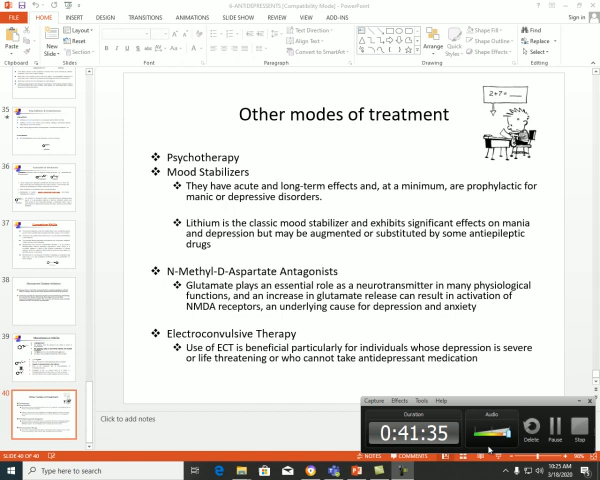 6-ANTIDEPRESSENTS [Compatibility Mode] - PowerPoint
Sign in
FILE HOME INSERT DESIGN TRANSITIONS ANIMATIONS SLIDE SHOW REVIEW VIEW ADD-INS
Paste
New Slide
Layout
Reset
Section
Text Direction
Align Text
Convert to SmartArt
Arrange
Quick Styles
Shape Fill
Shape Outline
Shape Effects
Find
Replace
Select
Clipboard Slides Font Paragraph Drawing Editing
35
36
37
38
39
40
2+7=
Other modes of treatment
Psychotherapy
Mood Stabilizers
They have acute and long-term effects and, at a minimum, are prophylactic for
manic or depressive disorders.
Lithium is the classic mood stabilizer and exhibits significant effects on mania
and depression but may be augmented or substituted by some antiepileptic
drugs
N-Methyl-D-Aspartate Antagonists
Glutamate plays an essential role as a neurotransmitter in many physiological
functions, and an increase in glutamate release can result in activation of
NMDA receptors, an underlying cause for depression and anxiety
Electroconvulsive Therapy
Use of ECT is beneficial particularly for individuals whose depression is severe
or life threatening or who cannot take antidepressant medication
Click to add notes
Capture Effects Tools Help
Duration
0:41:35
Audio
Delete Pause Stop
SLIDE 40 OF 40
NOTES COMMENTS
98%
Type here to search
10:25 AM
3/18/2020